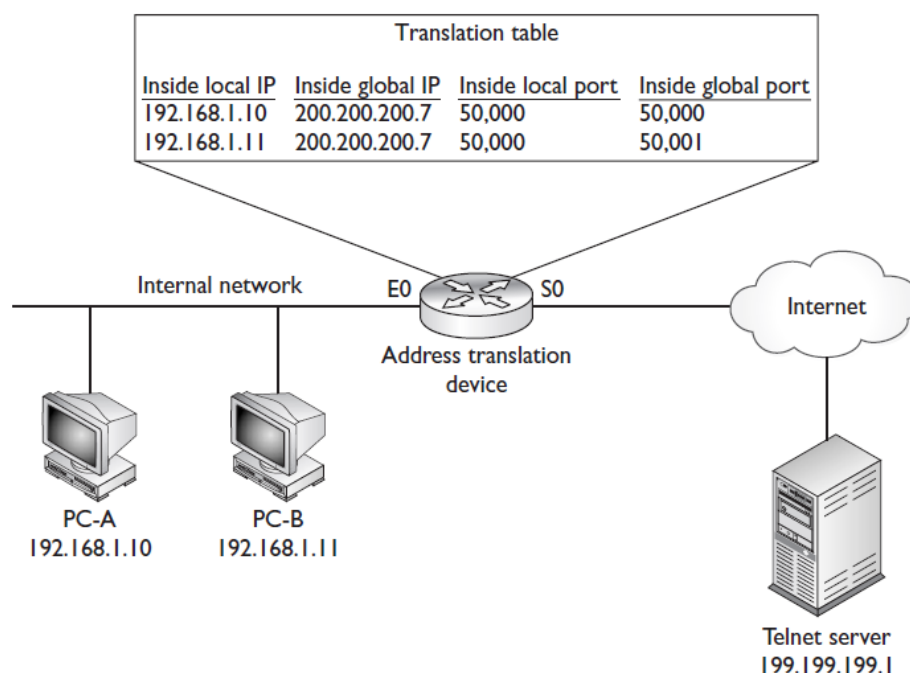 Translation table
Inside local IP Inside global IP Inside local port Inside global port
192.168.1.10 200.200.200.7 50,000 50,000
192.168.1.11 200.200.200.7 50,000 50,001
Internal network E0 S0
Internet
Address translation
device
PC-A PC-B
192.168.1.10 192.168.1.11
Telnet server
199.199.199.1